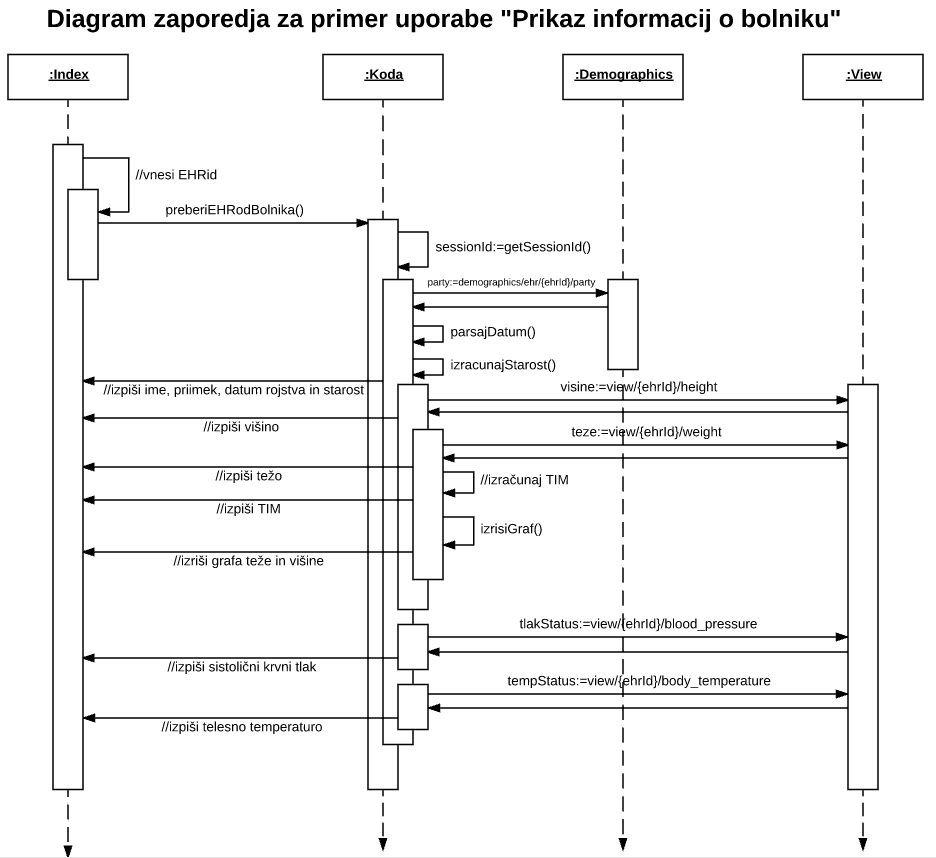 Diagram zaporedja za primer uporabe "Prikaz informacij o bolniku"
:Index
:Koda
:Demographics
:View
//vnesi EHRid
preberiEHRodBolnika()
sessionId:=getSessionId()
party:=demographics/ehr/{ehrId}/party
parsajDatum()
izracunajStarost()
//izpiši ime, priimek, datum rojstva in starost
visine:=view/{ehrId}/height
//izpiši višino
teze:=view/{ehrId}/weight
//izpiši težo
//izračunaj TIM
//izpiši TIM
izrisiGraf()
//izriši grafa teže in višine
tlakStatus:=view/{ehrId}/blood_pressure
//izpiši sistolični krvni tlak
tempStatus:=view/{ehrId}/body_temperature
//izpiši telesno temperaturo